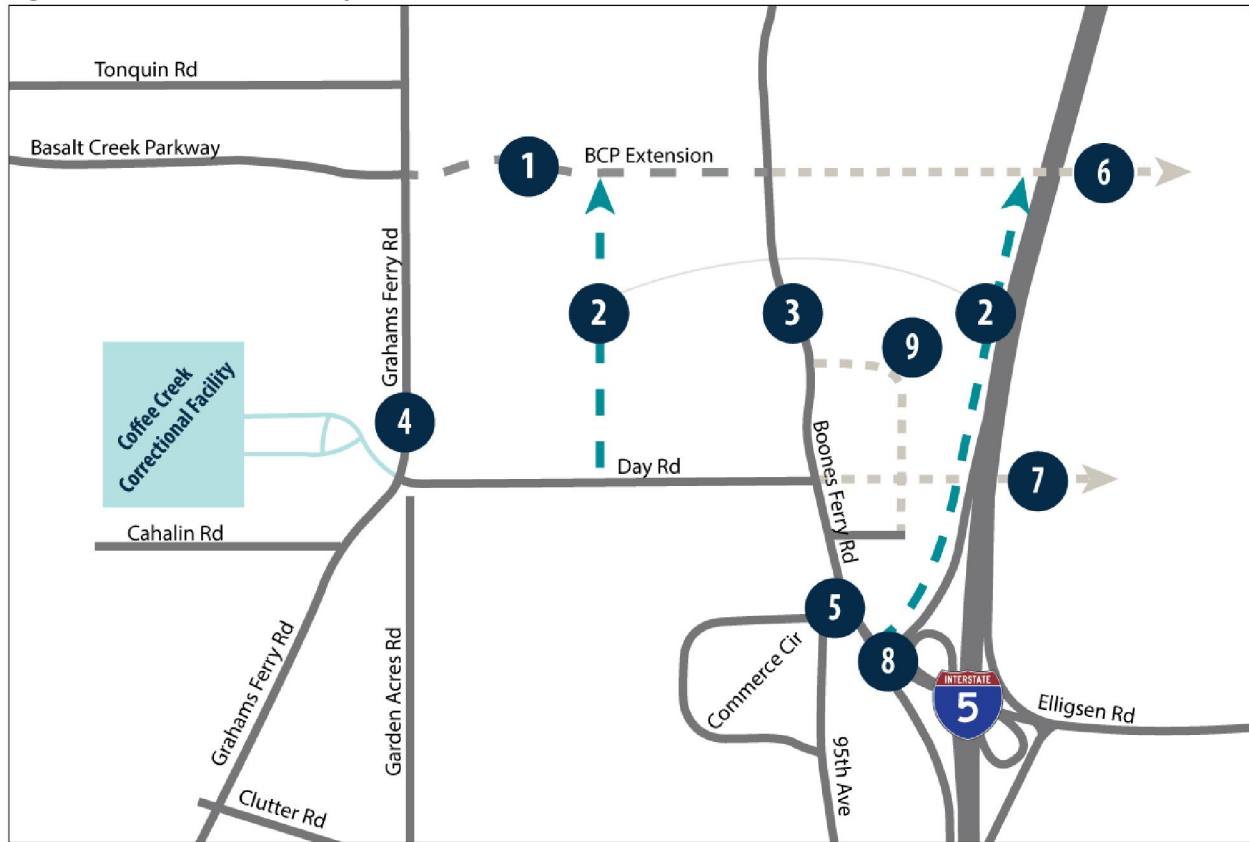 Tonquin Rd
Basalt Creek Parkway
BCP Extension
1
6
Grahams Ferry Rd
2
3
2
9
Coffee Creek
Correctional Facility
4
Boones Ferry Rd
Day Rd
7
Cahalin Rd
5
Commerce Cir
8
INTERSTATE
5
Elligsen Rd
Grahams Ferry Rd
Garden Acres Rd
95th Ave
Clutter Rd